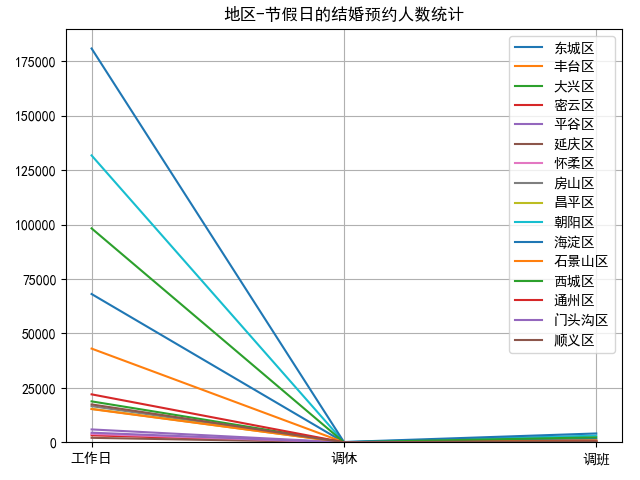 地区-节假日的结婚预约人数统计
175000
150000
125000
100000
75000
50000
25000
0
工作日
调休
调班
东城区
丰台区
大兴区
密云区
平谷区
延庆区
怀柔区
房山区
昌平区
朝阳区
海淀区
石景山区
西城区
通州区
门头沟区
顺义区